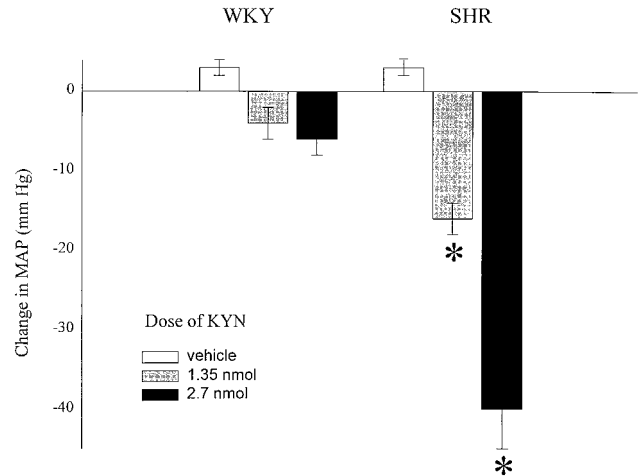 WKY SHR
0
-10
-20
-30
-40
Change in MAP (mm Hg)
*
*
Dose of KYN
vehicle
1.35 nmol
2.7 nmol